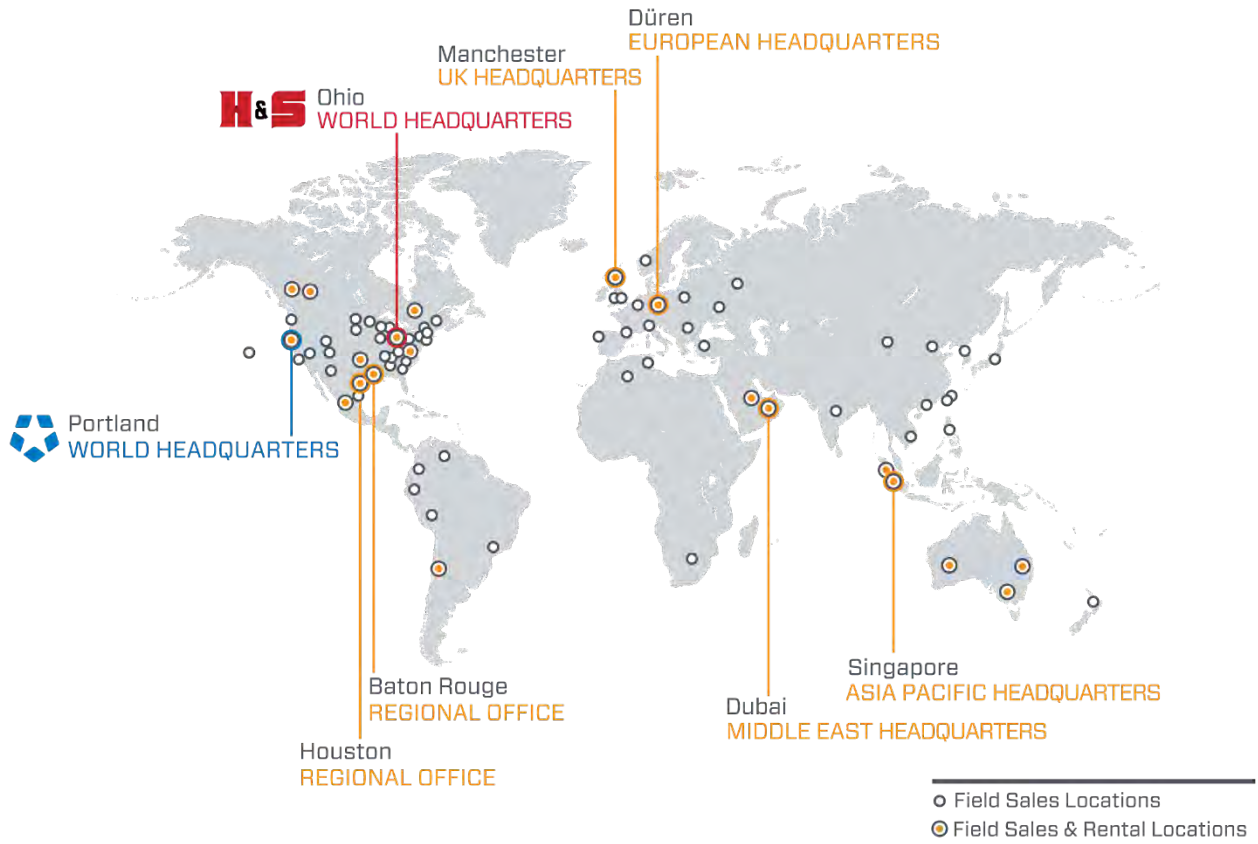 Düren
EUROPEAN HEADQUARTERS
Manchester
UK HEADQUARTERS
H&S
Ohio
WORLD HEADQUARTERS
Portland
WORLD HEADQUARTERS
Baton Rouge
REGIONAL OFFICE
Houston
REGIONAL OFFICE
Singapore
ASIA PACIFIC HEADQUARTERS
Dubai
MIDDLE EAST HEADQUARTERS
Field Sales Locations
Field Sales & Rental Locations